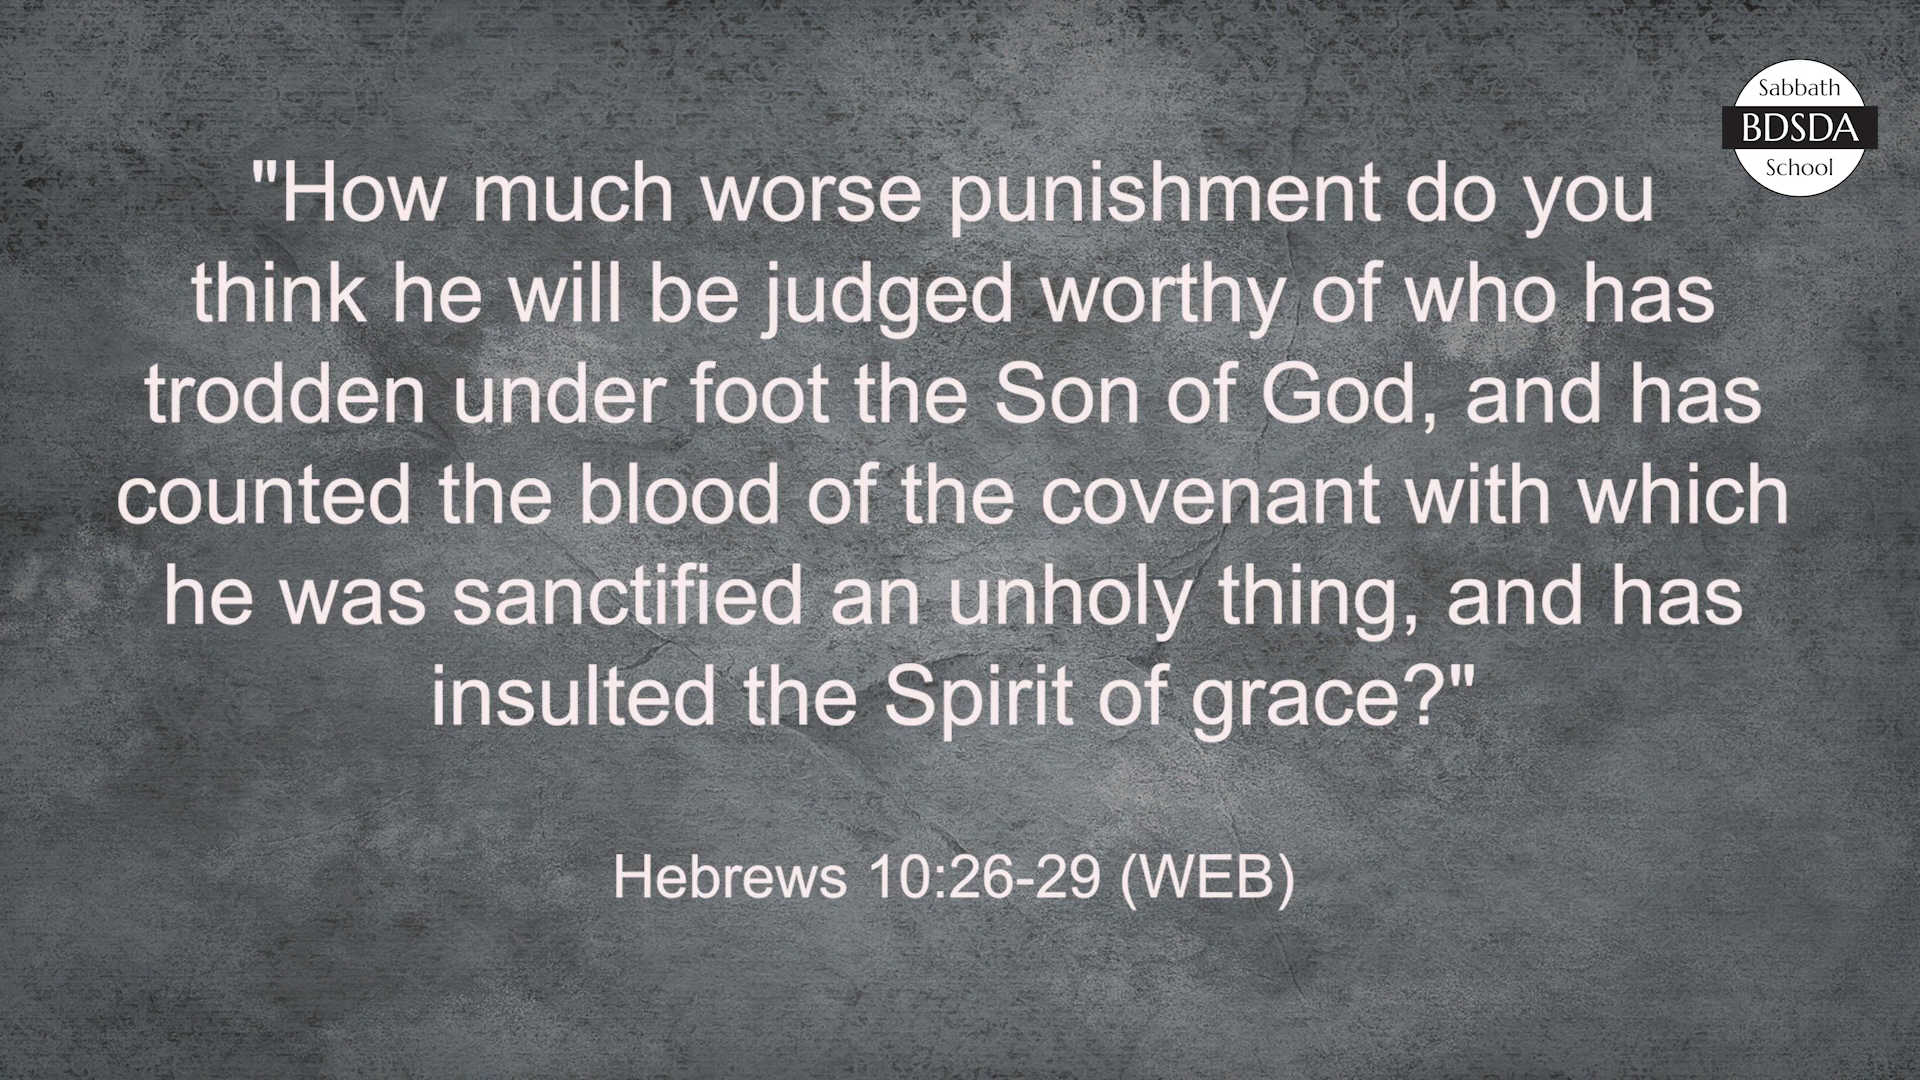 Sabbath
BDSDA
School
"How much worse punishment do you
think he will be judged worthy of who has
trodden under foot the Son of God, and has
counted the blood of the covenant with which
he was sanctified an unholy thing, and has
insulted the Spirit of grace?"
Hebrews 10:26-29 (WEB)